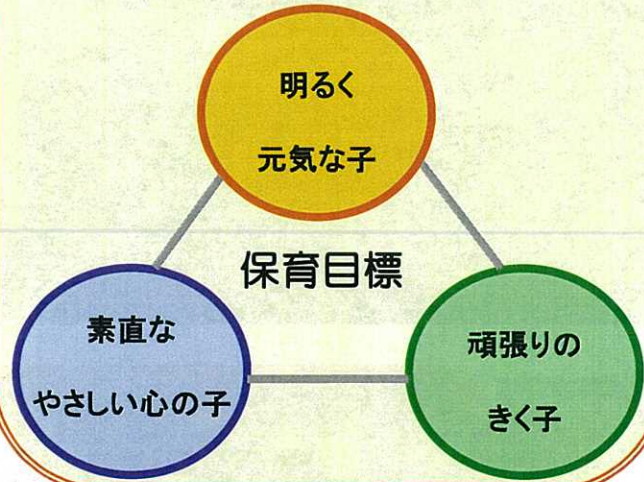 明るく
元気な子
保育目標
素直な
やさしい心の子
頑張りの
きく子